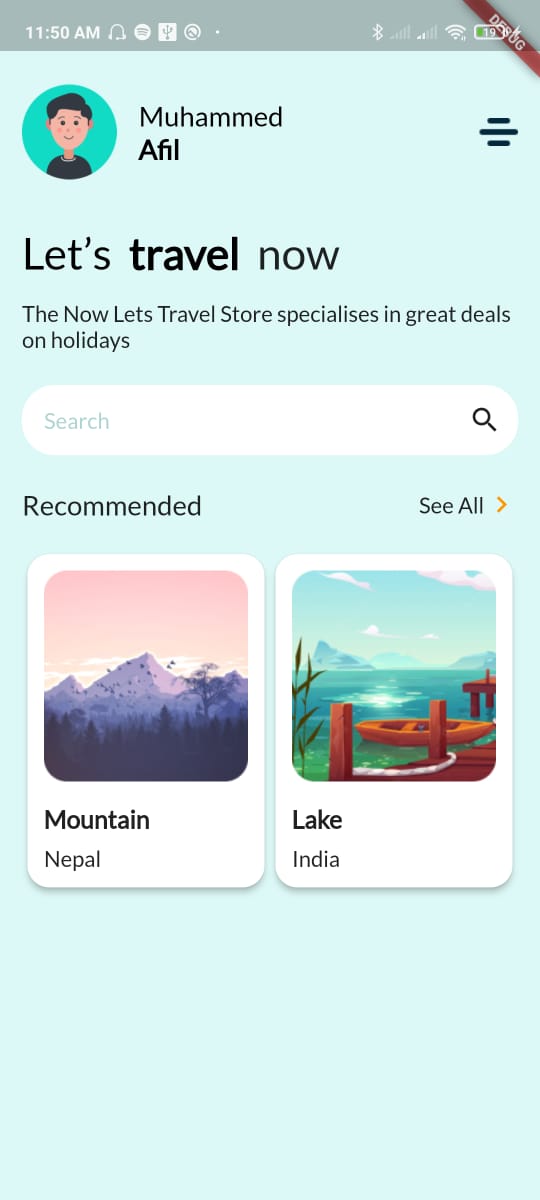 11:50 AM
19
DEBUG
Muhammed
Afil
Let’s travel now
The Now Lets Travel Store specialises in great deals
on holidays
Search
Recommended
See All
Mountain
Lake
Nepal
India